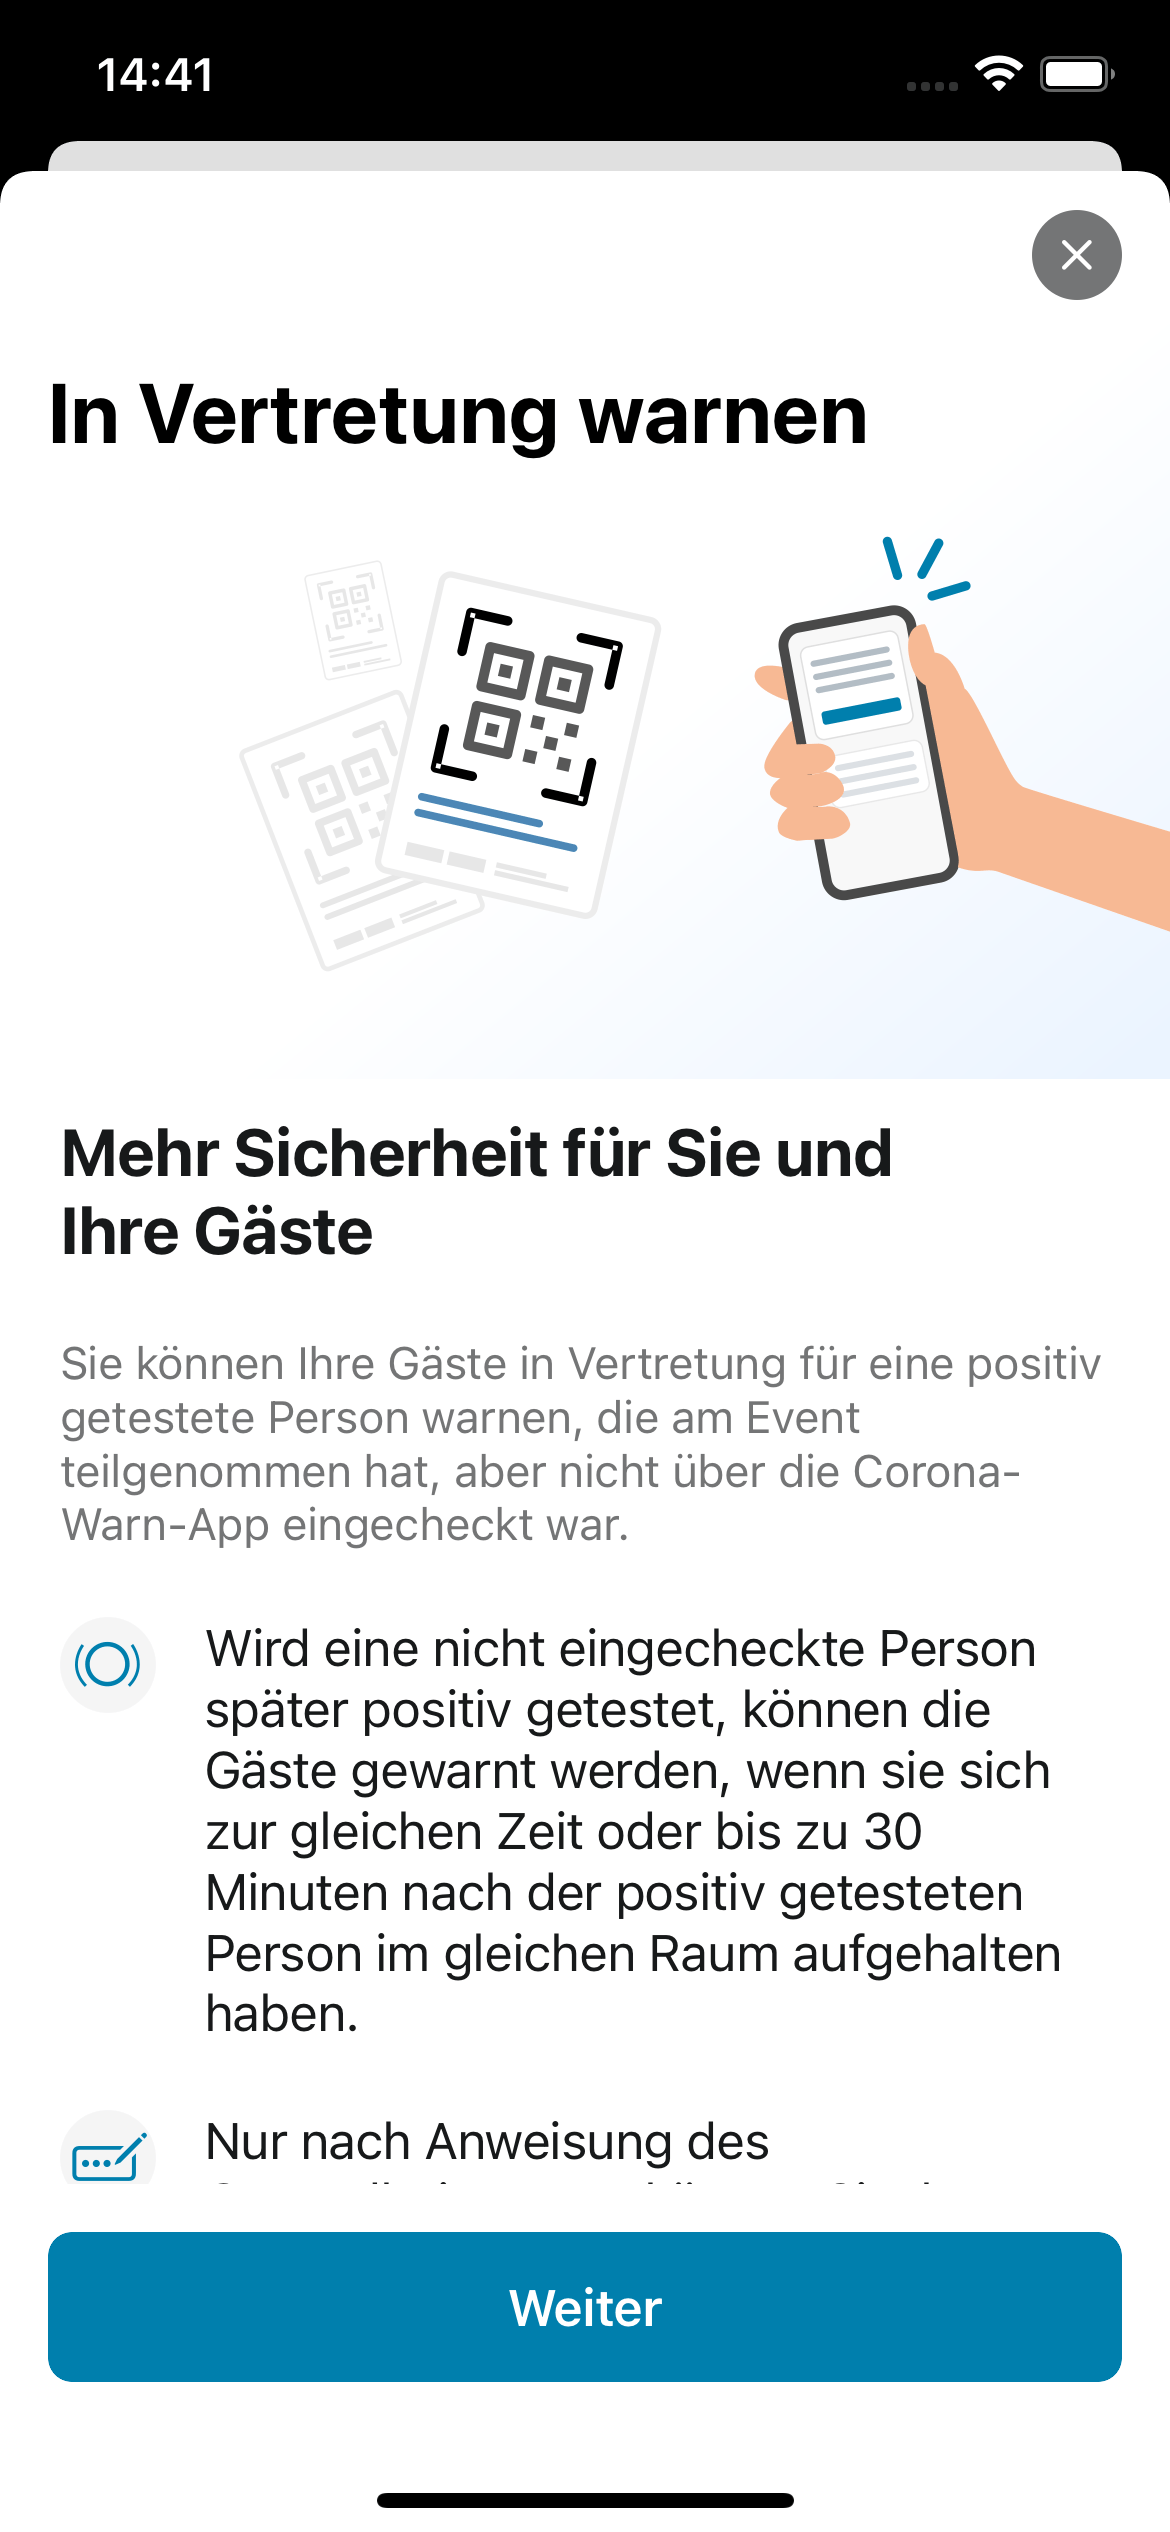 14:41
In Vertretung warnen
Mehr Sicherheit für Sie und
Ihre Gäste
Sie können Ihre Gäste in Vertretung für eine positiv
getestete Person warnen, die am Event
teilgenommen hat, aber nicht über die Corona-
Warn-App eingecheckt war.
Wird eine nicht eingecheckte Person
später positiv getestet, können die
Gäste gewarnt werden, wenn sie sich
zur gleichen Zeit oder bis zu 30
Minuten nach der positiv getesteten
Person im gleichen Raum aufgehalten
haben.
Nur nach Anweisung des
Weiter